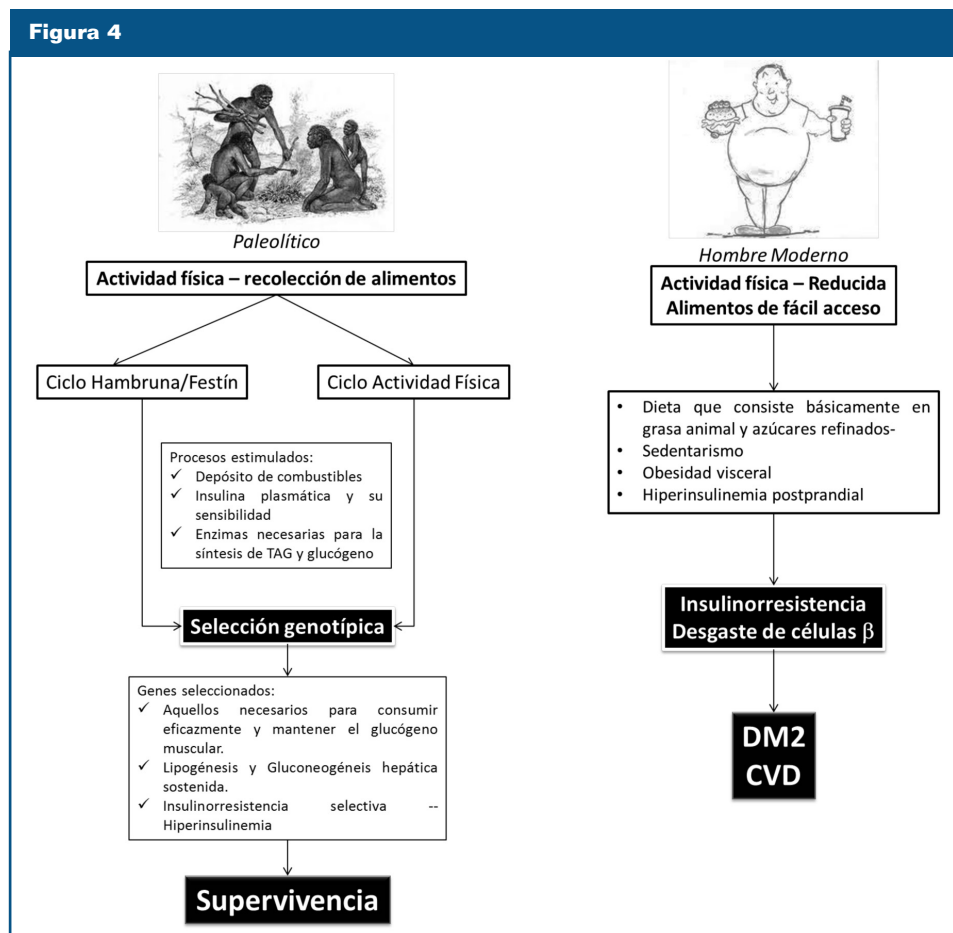 Figura 4
Paleolítico
Actividad física – recolección de alimentos
Ciclo Hambruna/Festín
Ciclo Actividad Física
Procesos estimulados:
✓ Depósito de combustibles
✓ Insulina plasmática y su
sensibilidad
✓ Enzimas necesarias para la
síntesis de TAG y glucógeno
Selección genotípica
Genes seleccionados:
✓ Aquellos necesarios para consumir
eficazmente y mantener el glucógeno
muscular.
✓ Lipogénesis y Gluconeogéneis hepática
sostenida.
✓ Insulinorresistencia selectiva --
Hiperinsulinemia
Supervivencia
Hombre Moderno
Actividad física – Reducida
Alimentos de fácil acceso
• Dieta que consiste básicamente en
grasa animal y azúcares refinados-
• Sedentarismo
• Obesidad visceral
• Hiperinsulinemia postprandial
Insulinorresistencia
Desgaste de células β
DM2
CVD